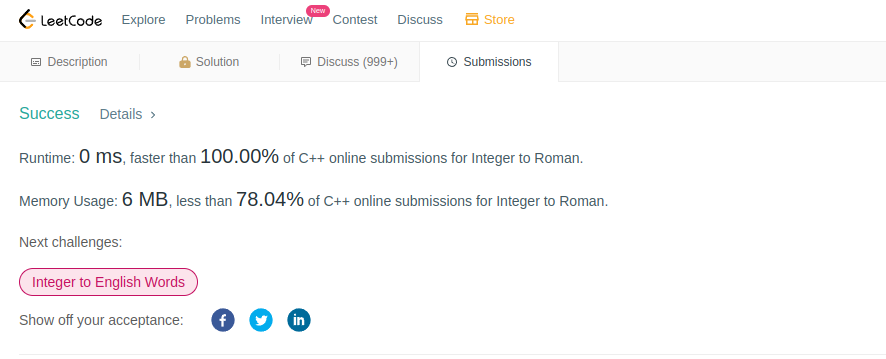 LeetCode Explore Problems Interview New Contest Discuss Store
Description Solution Discuss (999+) Submissions
Success Details >
Runtime: 0 ms, faster than 100.00% of C++ online submissions for Integer to Roman.
Memory Usage: 6 MB, less than 78.04% of C++ online submissions for Integer to Roman.
Next challenges:
Integer to English Words
Show off your acceptance: f in